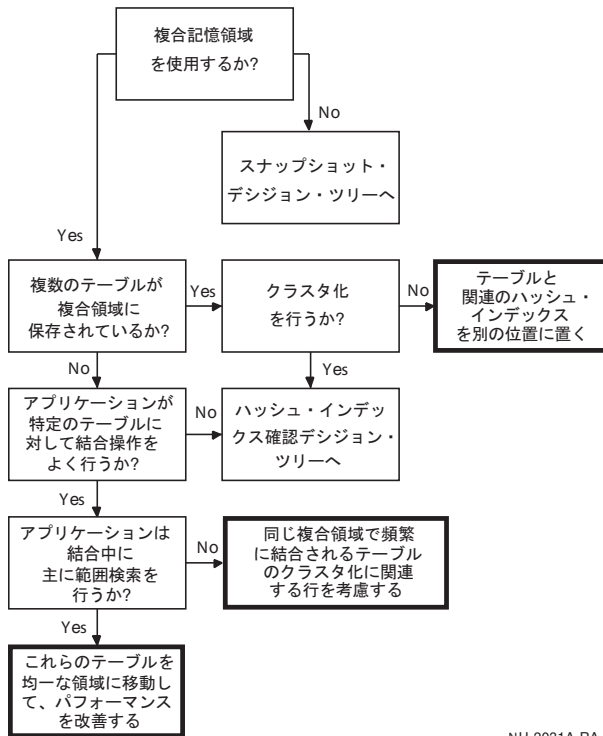 複合記憶領域
を使用するか?
No
スナップショット・
デシジョン・ツリーへ
Yes
複数のテーブルが
複合領域に
保存されているか?
Yes
クラスタ化
を行うか?
No
テーブルと
関連のハッシュ・
インデックス
を別の位置に置く
No
Yes
アプリケーションが
特定のテーブルに
対して結合操作を
よく行うか?
No
ハッシュ・インデッ
クス確認デシジョン・
ツリーへ
Yes
アプリケーションは
結合中に
主に範囲検索を
行うか?
No
同じ複合領域で頻繁
に結合されるテーブル
のクラスタ化に関連
する行を考慮する
Yes
これらのテーブルを
均一な領域に移動し
て、パフォーマンス
を改善する